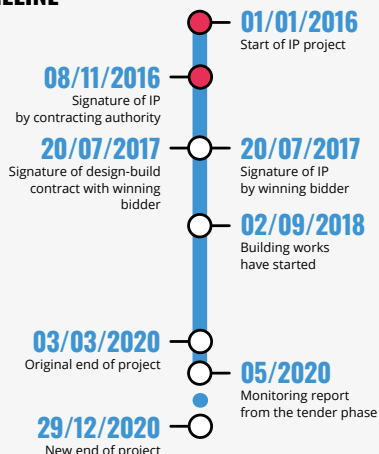 01/01/2016
Start of IP project
08/11/2016
Signature of IP
by contracting authority
20/07/2017
Signature of design-build
contract with winning
bidder
20/07/2017
Signature of IP
by winning bidder
02/09/2018
Building works
have started
03/03/2020
Original end of project
05/2020
Monitoring report
from the tender phase
29/12/2020
New end of project